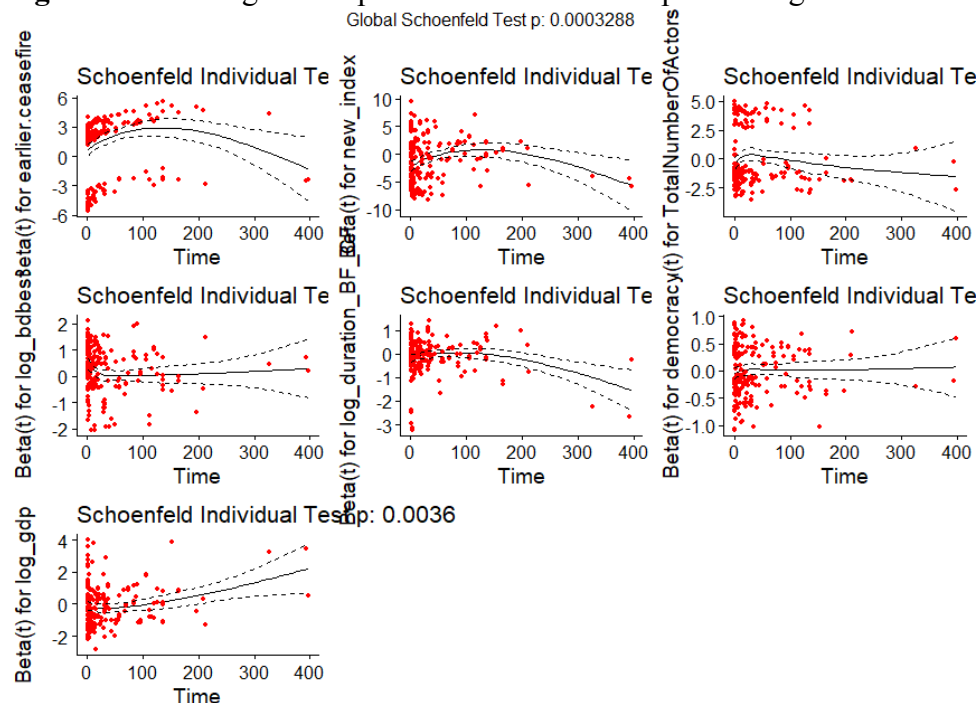 Global Schoenfeld Test p: 0.0003288
Schoenfeld Individual Te
Schoenfeld Individual Te
Schoenfeld Individual Te
Beta(t) for earlier.ceasefire
6
3
0
-3
-6
0 100 200 300 400
Time
Beta(t) for new_index
10
5
0
-5
-10
0 100 200 300 400
Time
Beta(t) for TotalNumberOfActors
5.0
2.5
0.0
-2.5
0 100 200 300 400
Time
Schoenfeld Individual Te
Schoenfeld Individual Te
Schoenfeld Individual Te
Beta(t) for log_bdbes
2
1
0
-1
-2
0 100 200 300 400
Time
Beta(t) for log_duration_BF_
1
0
-1
-2
-3
0 100 200 300 400
Time
Beta(t) for democracy
1.0
0.5
0.0
-0.5
-1.0
0 100 200 300 400
Time
Schoenfeld Individual Test p: 0.0036
Beta(t) for log_gdp
4
2
0
-2
0 100 200 300 400
Time